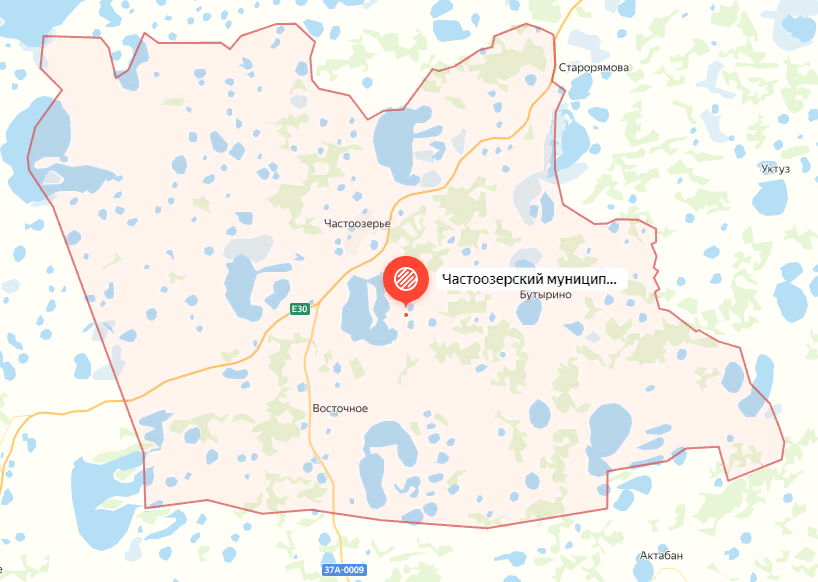 Старорямова
Уктуз
Частоозерье
Частоозерский муницип...
Бутырино
E30
Восточное
Актабан
е
37А-0009